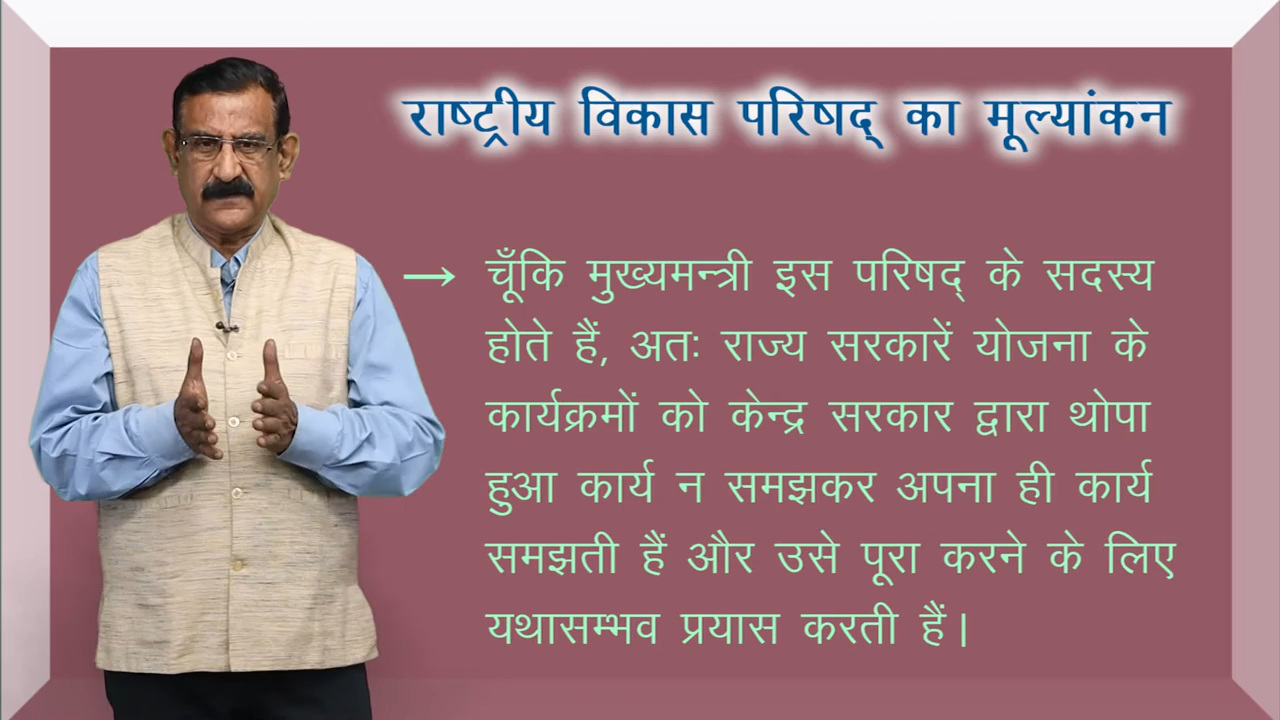 राष्ट्रीय विकास परिषद् का मूल्यांकन
→ चूँकि मुख्यमन्त्री इस परिषद् के सदस्य
होते हैं, अतः राज्य सरकारें योजना के
कार्यक्रमों को केन्द्र सरकार द्वारा थोपा
हुआ कार्य न समझकर अपना ही कार्य
समझती हैं और उसे पूरा करने के लिए
यथासम्भव प्रयास करती हैं।